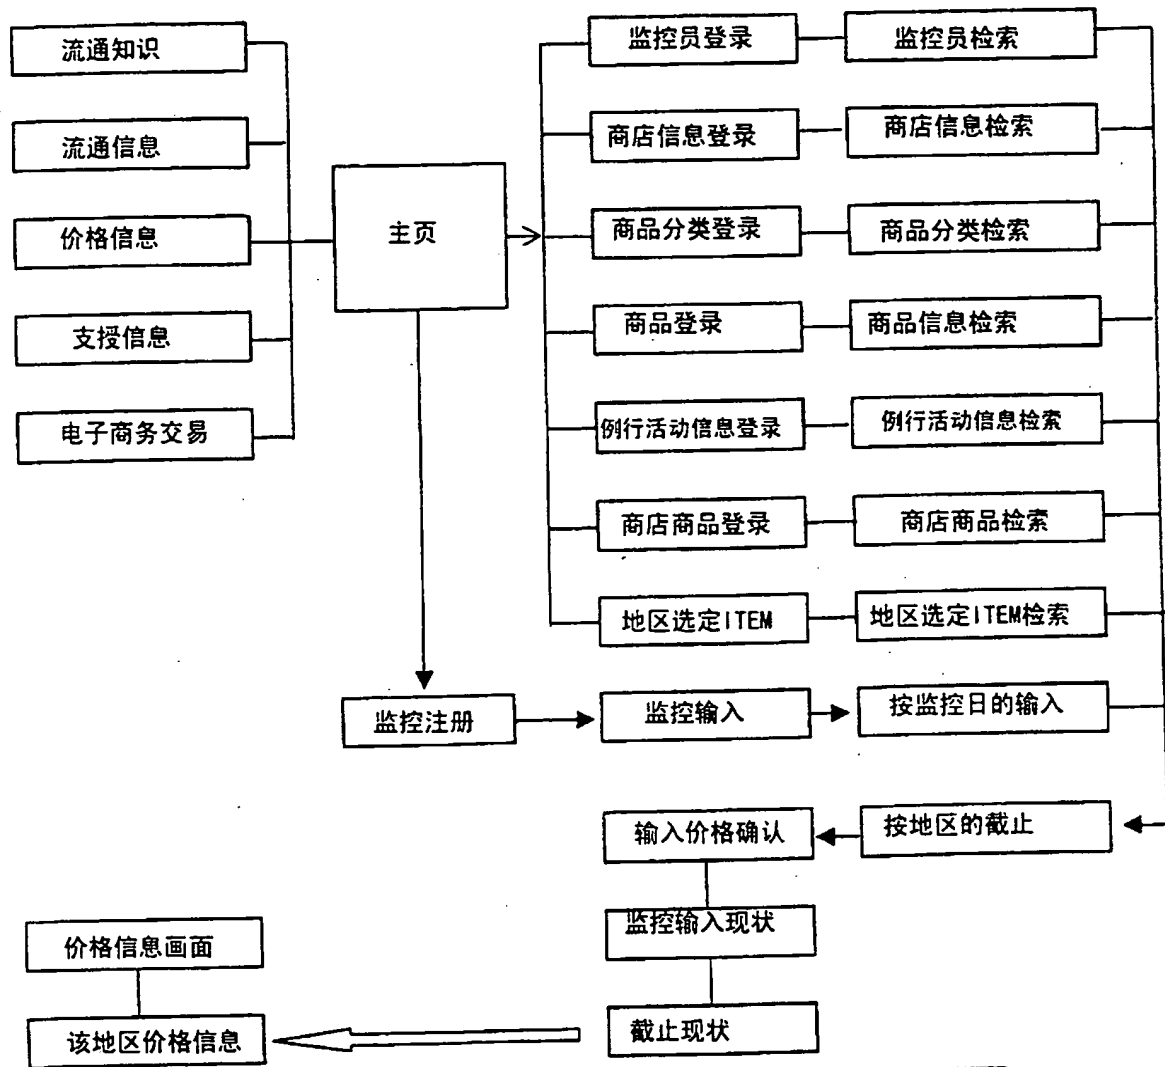 流通知识
流通信息
价格信息
支授信息
电子商务交易
主页
监控员登录
监控员检索
商店信息登录
商店信息检索
商品分类登录
商品分类检索
商品登录
商品信息检索
例行活动信息登录
例行活动信息检索
商店商品登录
商店商品检索
地区选定ITEM
地区选定ITEM检索
监控注册
监控输入
按监控日的输入
输入价格确认
按地区的截止
监控输入现状
截止现状
价格信息画面
该地区价格信息